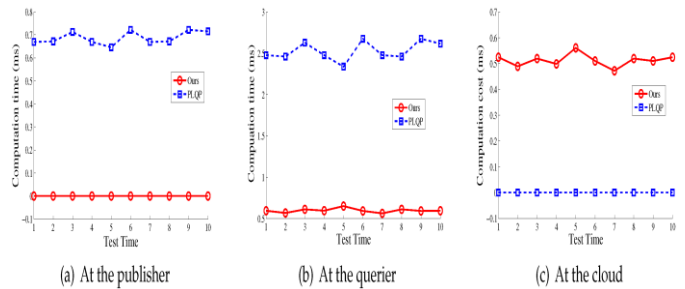 0.8
0.7
0.6
0.5
0.4
0.3
0.2
0.1
0
-0.1
Computation time (ms)
Ours
PLQP
1 2 3 4 5 6 7 8 9 10
Test Time
(a) At the publisher
3
2.5
2
1.5
1
0.5
Computation time (ms)
Ours
PLQP
1 2 3 4 5 6 7 8 9 10
Test Time
(b) At the querier
0.7
0.6
0.5
0.4
0.3
0.2
0.1
0
-0.1
Computation cost (ms)
Ours
PLQP
1 2 3 4 5 6 7 8 9 10
Test Time
(c) At the cloud